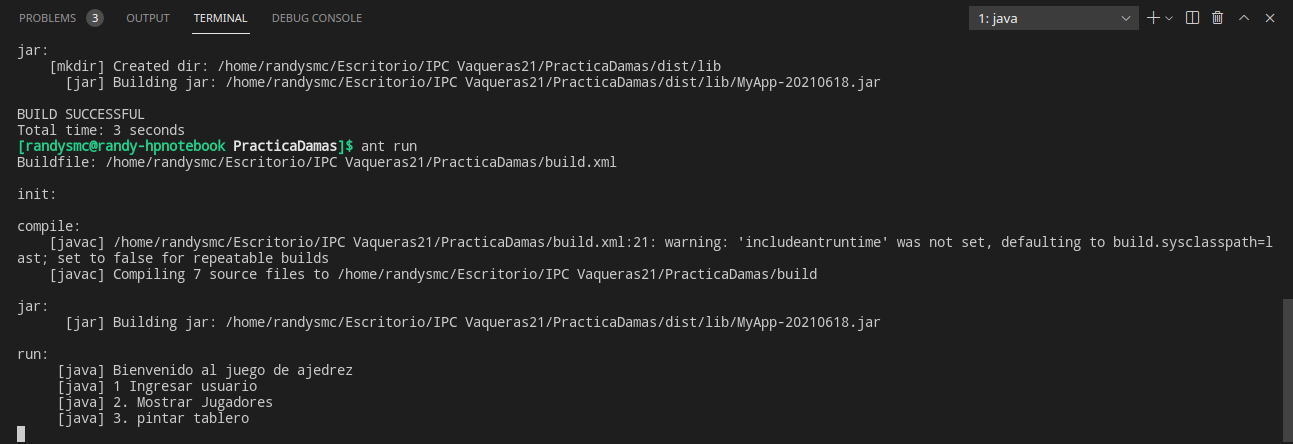 PROBLEMS 3 OUTPUT TERMINAL DEBUG CONSOLE 1: java
jar:
[mkdir] Created dir: /home/randysmc/Escritorio/IPC Vaqueras21/PracticaDamas/dist/lib
[jar] Building jar: /home/randysmc/Escritorio/IPC Vaqueras21/PracticaDamas/dist/lib/MyApp-20210618.jar
BUILD SUCCESSFUL
Total time: 3 seconds
[randysmc@randy-hpnotebook PracticaDamas]$ ant run
Buildfile: /home/randysmc/Escritorio/IPC Vaqueras21/PracticaDamas/build.xml
init:
compile:
[javac] /home/randysmc/Escritorio/IPC Vaqueras21/PracticaDamas/build.xml:21: warning: 'includeantruntime' was not set, defaulting to build.sysclasspath=l
ast; set to false for repeatable builds
[javac] Compiling 7 source files to /home/randysmc/Escritorio/IPC Vaqueras21/PracticaDamas/build
jar:
[jar] Building jar: /home/randysmc/Escritorio/IPC Vaqueras21/PracticaDamas/dist/lib/MyApp-20210618.jar
run:
[java] Bienvenido al juego de ajedrez
[java] 1 Ingresar usuario
[java] 2. Mostrar Jugadores
[java] 3. pintar tablero